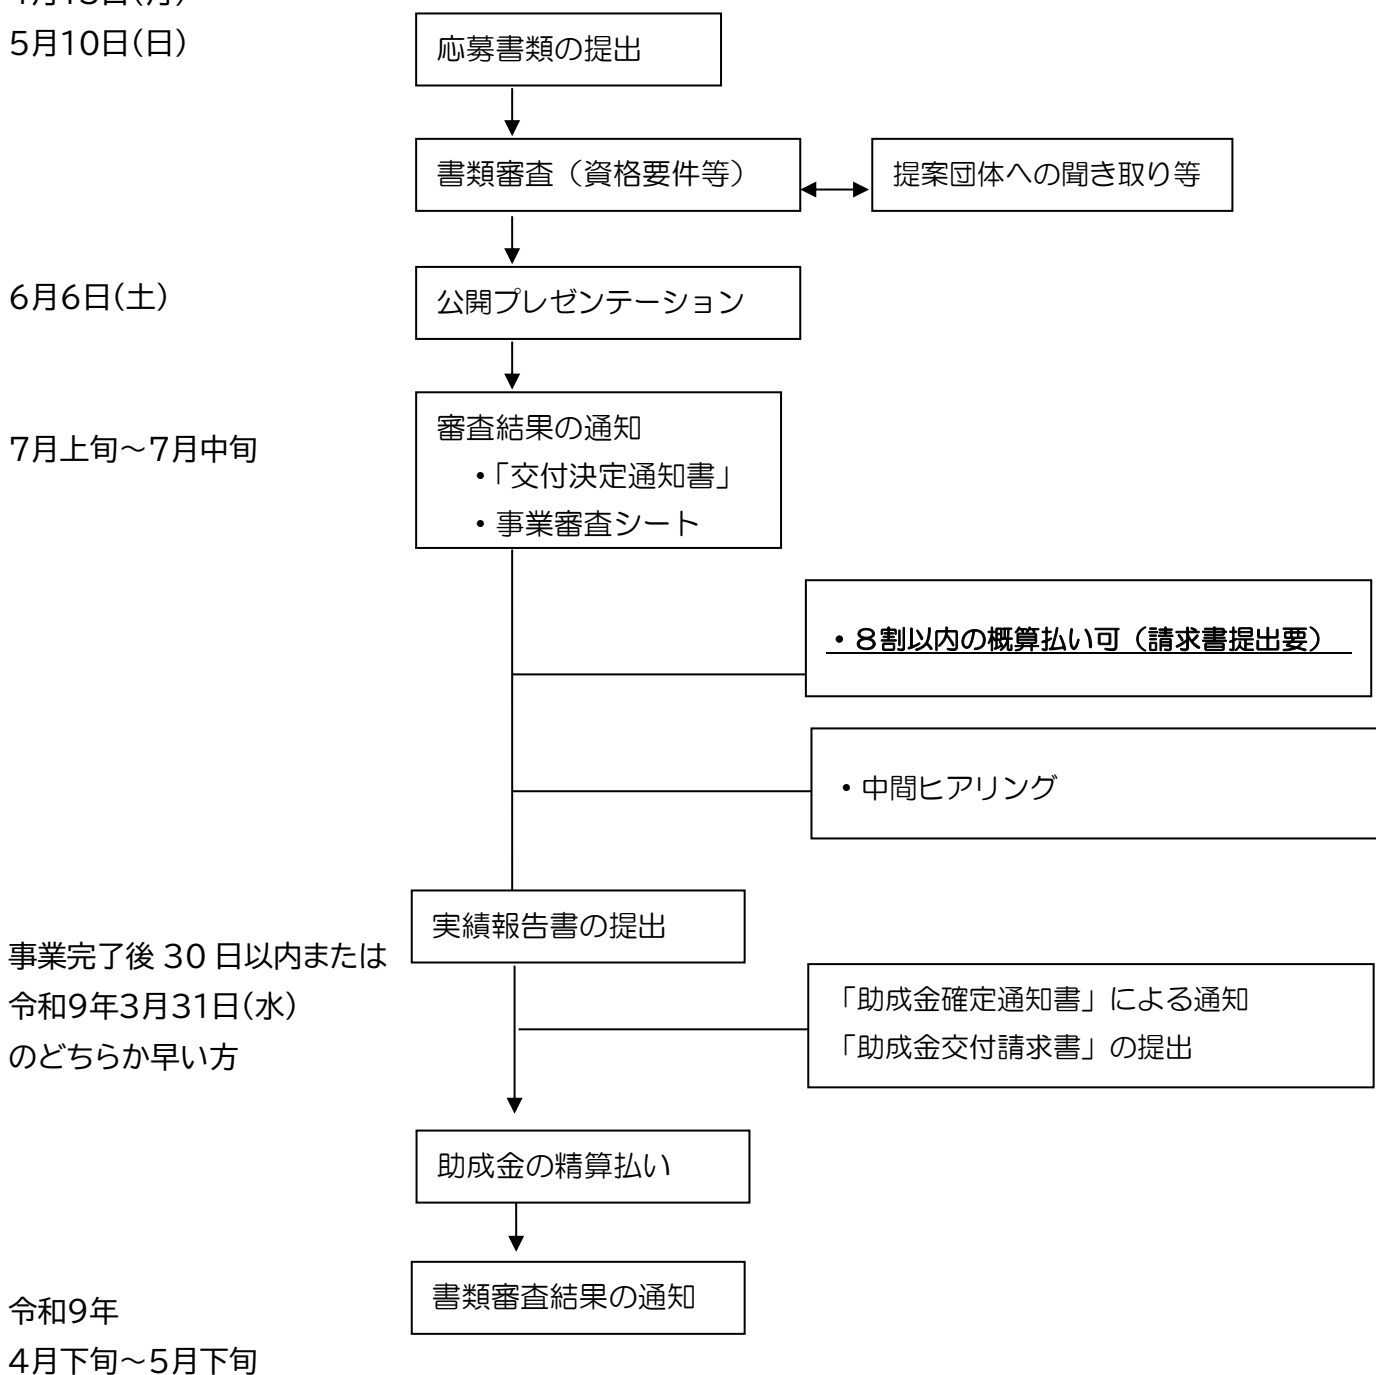 5月10日(日)
応募書類の提出
書類審査（資格要件等）
提案団体への聞き取り等
6月6日(土)
公開プレゼンテーション
7月上旬～7月中旬
審査結果の通知
・「交付決定通知書」
・事業審査シート
・８割以内の概算払い可（請求書提出要）
・中間ヒアリング
実績報告書の提出
事業完了後 30 日以内または
令和9年3月31日(水)
のどちらか早い方
「助成金確定通知書」による通知
「助成金交付請求書」の提出
助成金の精算払い
書類審査結果の通知
令和9年
4月下旬～5月下旬